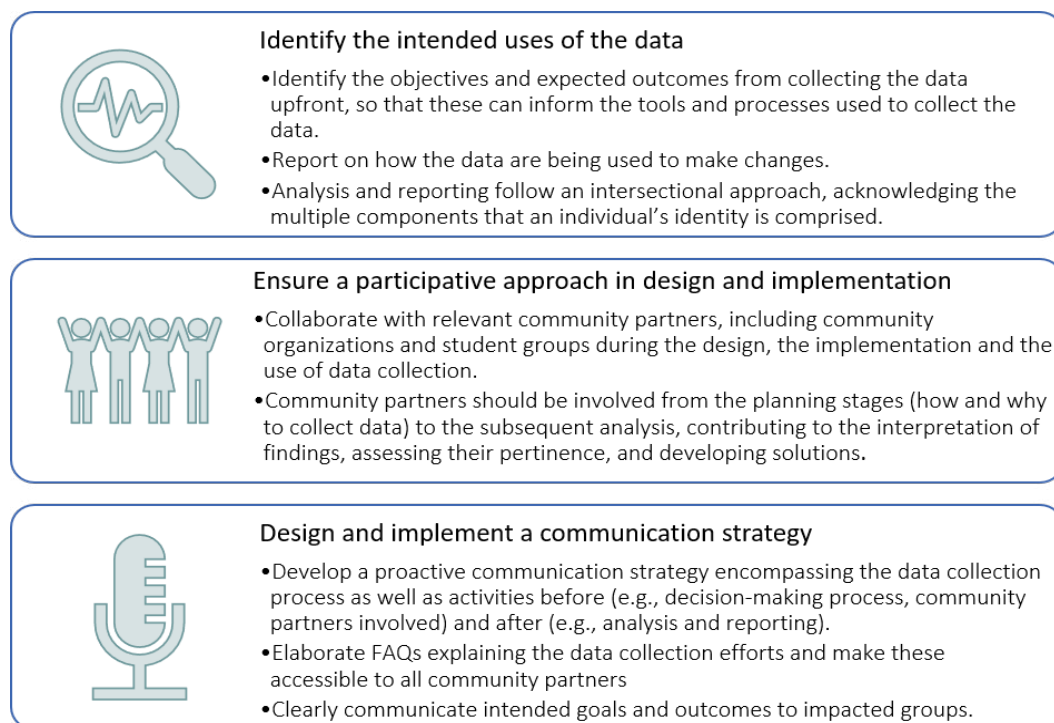 Identify the intended uses of the data
•Identify the objectives and expected outcomes from collecting the data
upfront, so that these can inform the tools and processes used to collect the
data.
•Report on how the data are being used to make changes.
•Analysis and reporting follow an intersectional approach, acknowledging the
multiple components that an individual’s identity is comprised.
Ensure a participative approach in design and implementation
•Collaborate with relevant community partners, including community
organizations and student groups during the design, the implementation and the
use of data collection.
•Community partners should be involved from the planning stages (how and why
to collect data) to the subsequent analysis, contributing to the interpretation of
findings, assessing their pertinence, and developing solutions.
Design and implement a communication strategy
•Develop a proactive communication strategy encompassing the data collection
process as well as activities before (e.g., decision-making process, community
partners involved) and after (e.g., analysis and reporting).
•Elaborate FAQs explaining the data collection efforts and make these
accessible to all community partners
•Clearly communicate intended goals and outcomes to impacted groups.